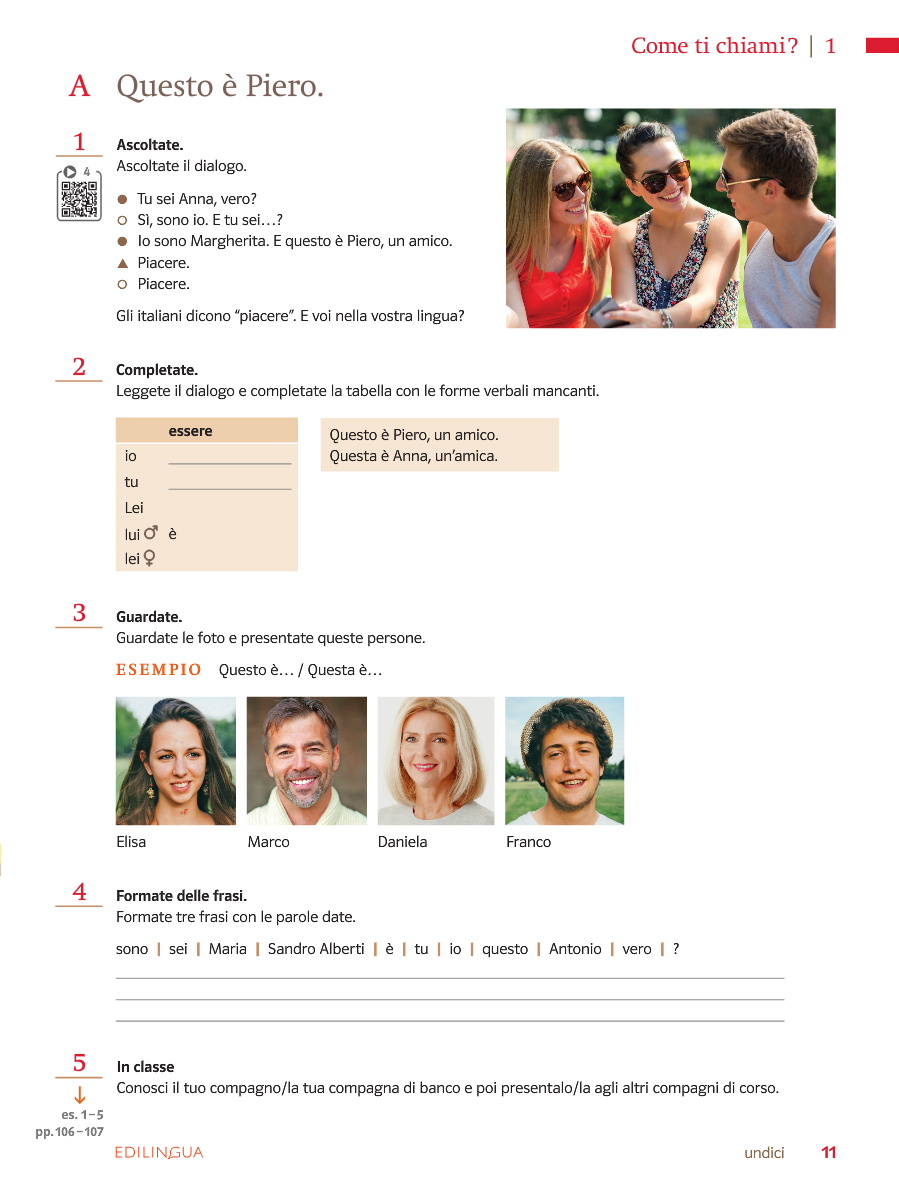 Come ti chiami? | 1
A Questo è Piero.
1 Ascoltate.
Ascoltate il dialogo.
4
● Tu sei Anna, vero?
○ Sì, sono io. E tu sei…?
● Io sono Margherita. E questo è Piero, un amico.
▲ Piacere.
○ Piacere.
Gli italiani dicono “piacere”. E voi nella vostra lingua?
2 Completate.
Leggete il dialogo e completate la tabella con le forme verbali mancanti.
essere
io
tu
Lei
lui ♂ è
lei ♀
Questo è Piero, un amico.
Questa è Anna, un’amica.
3 Guardate.
Guardate le foto e presentate queste persone.
ESEMPIO Questo è… / Questa è…
Elisa Marco Daniela Franco
4 Formate delle frasi.
Formate tre frasi con le parole date.
sono | sei | Maria | Sandro Alberti | è | tu | io | questo | Antonio | vero | ?
5 In classe
Conosci il tuo compagno/la tua compagna di banco e poi presentalo/la agli altri compagni di corso.
es. 1–5
pp. 106–107
EDILINGUA
undici 11